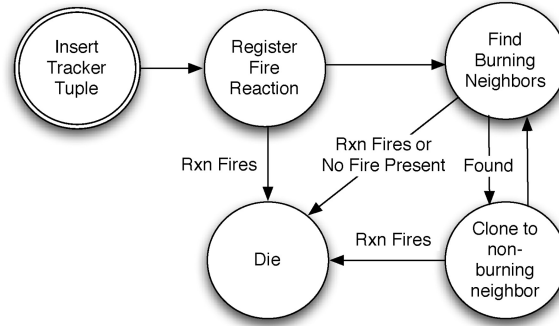 Insert
Tracker
Tuple
Register
Fire
Reaction
Find
Burning
Neighbors
Rxn Fires
Rxn Fires or
No Fire Present
Found
Die
Rxn Fires
Clone to
non-
burning
neighbor